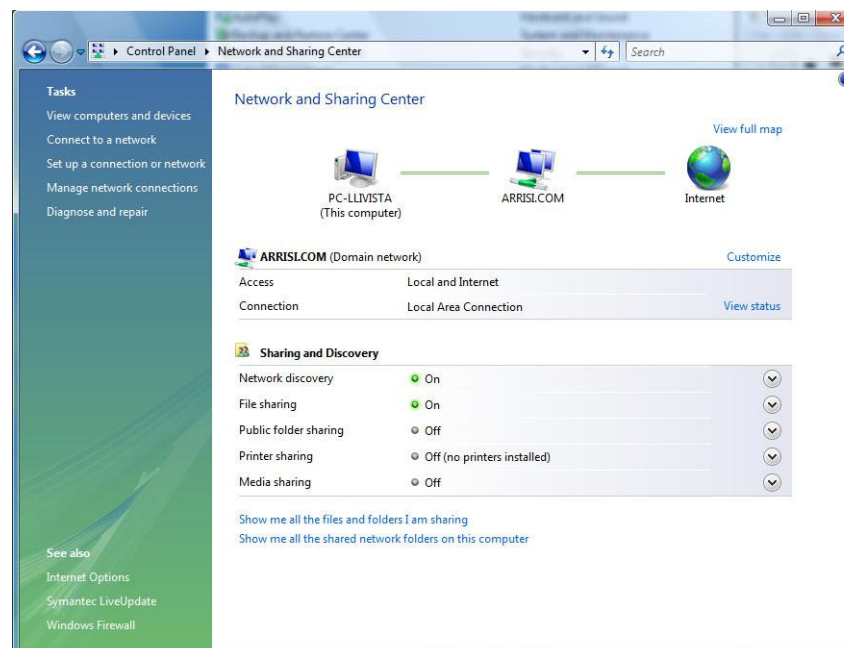 Control Panel ▸ Network and Sharing Center
Search
Tasks
View computers and devices
Connect to a network
Set up a connection or network
Manage network connections
Diagnose and repair
Network and Sharing Center
View full map
PC-LLIVISTA
(This computer)
ARRISI.COM
Internet
ARRISI.COM (Domain network)
Customize
Access Local and Internet
Connection Local Area Connection View status
Sharing and Discovery
Network discovery On
File sharing On
Public folder sharing Off
Printer sharing Off (no printers installed)
Media sharing Off
Show me all the files and folders I am sharing
Show me all the shared network folders on this computer
See also
Internet Options
Symantec LiveUpdate
Windows Firewall